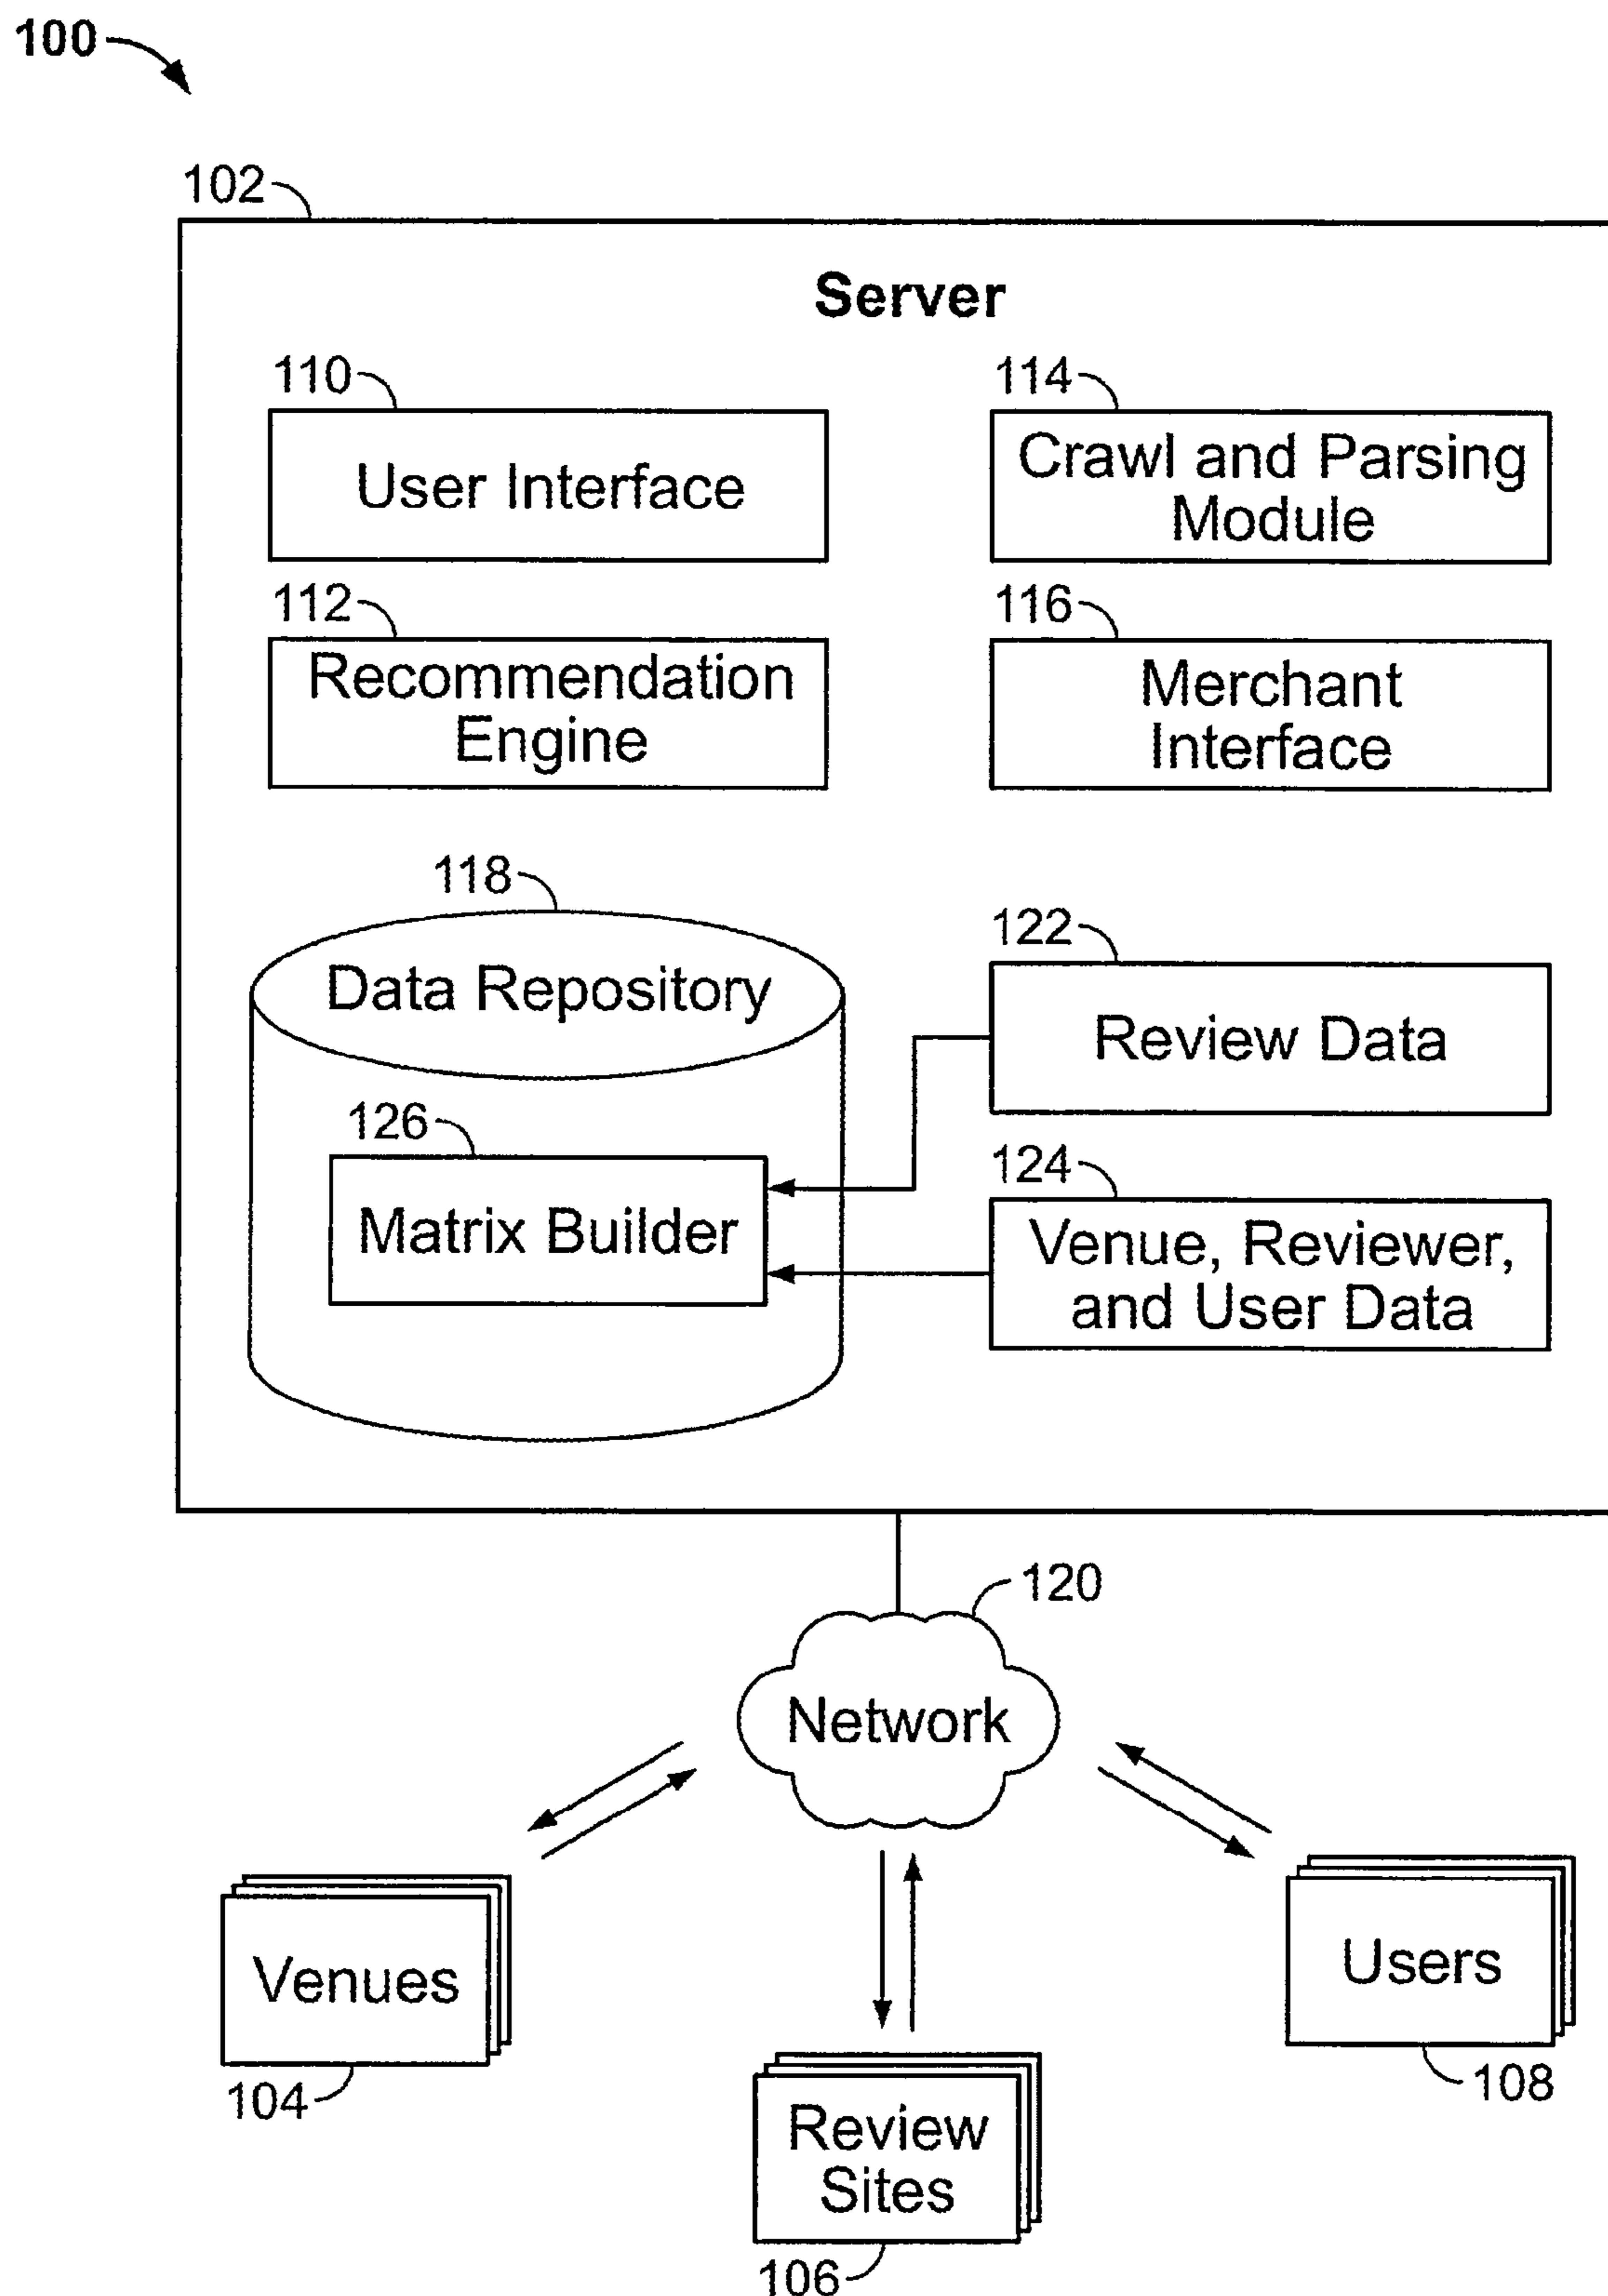 100
102
Server
110
User Interface
114
Crawl and Parsing
Module
112
Recommendation
Engine
116
Merchant
Interface
118
Data Repository
122
Review Data
126
Matrix Builder
124
Venue, Reviewer,
and User Data
120
Network
Venues
104
Review
Sites
106
Users
108